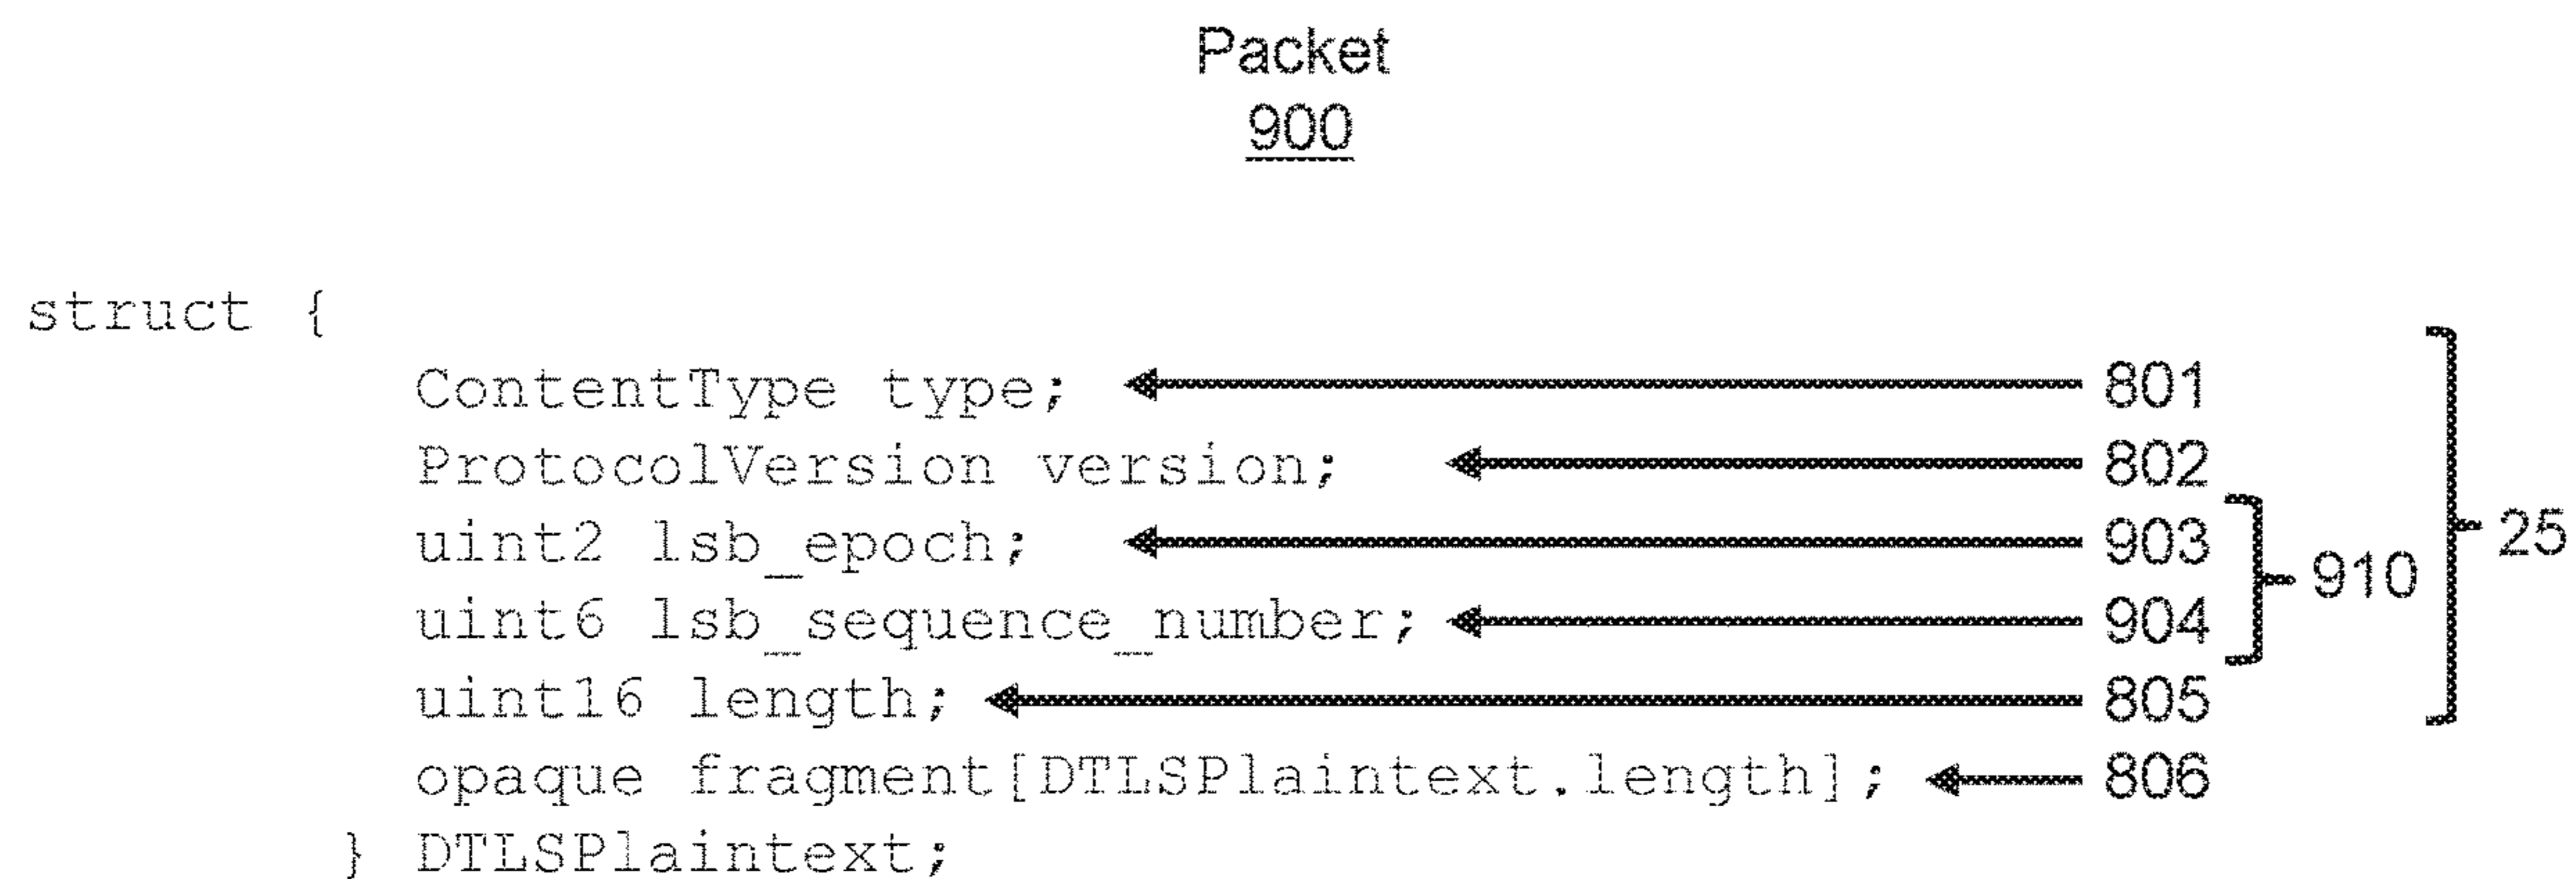 Packet
900
struct {
ContentType type; 801
ProtocolVersion version; 802
uint2 lsb_epoch; 903
uint6 lsb_sequence_number; 904
910
25
uint16 length; 805
opaque fragment[DTLSPlaintext.length]; 806
} DTLSPlaintext;